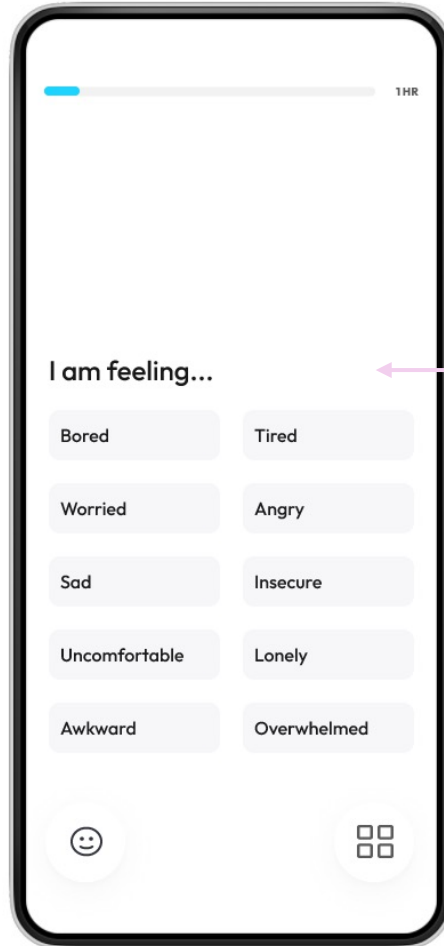 1HR
I am feeling...
Bored
Tired
Worried
Angry
Sad
Insecure
Uncomfortable
Lonely
Awkward
Overwhelmed